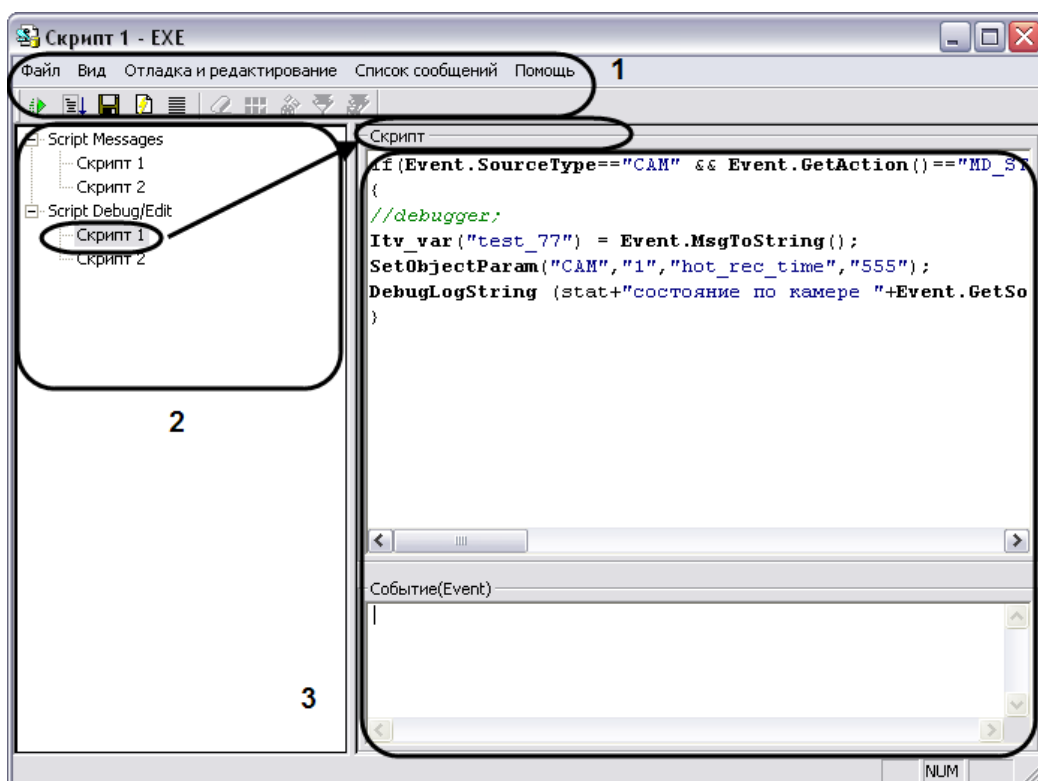 Скрипт 1 - EXE
Файл Вид Отладка и редактирование Список сообщений Помощь
1
Script Messages
Скрипт 1
Скрипт 2
Script Debug/Edit
Скрипт 1
Скрипт 2
2
3
Скрипт
if(Event.SourceType=="CAM" && Event.GetAction()=="MD_ST
{
//debugger;
Itv_var("test_77") = Event.MsgToString();
SetObjectParam("CAM","1","hot_rec_time","555");
DebugLogString (stat+"состояние по камере "+Event.GetSo
}
Событие(Event)
NUM